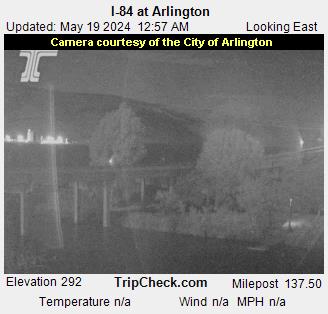 I-84 at Arlington
Updated: May 19 2024 12:57 AM Looking East
Camera courtesy of the City of Arlington
Elevation 292 TripCheck.com Milepost 137.50
Temperature n/a Wind n/a MPH n/a